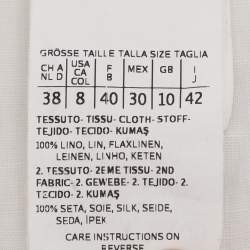 GRÖSSE TAILLE TALLA SIZE TAGLIA
CH A NL D USA CA COL F B MEX GB I J
38 8 40 30 10 42
TESSUTO- TISSU- CLOTH- STOFF-
TEJIDO- TECIDO- KUMAŞ
100% LINO, LIN, FLAX,LINEN,
LEINEN, LINHO, KETEN
2. TESSUTO- 2EME TISSU- 2ND
FABRIC- 2. GEWEBE- 2. TEJIDO- 2.
TECIDO- 2. KUMAŞ
100% SETA, SOIE, SILK, SEIDE,
SEDA, İPEK
CARE INSTRUCTIONS ON
REVERSE